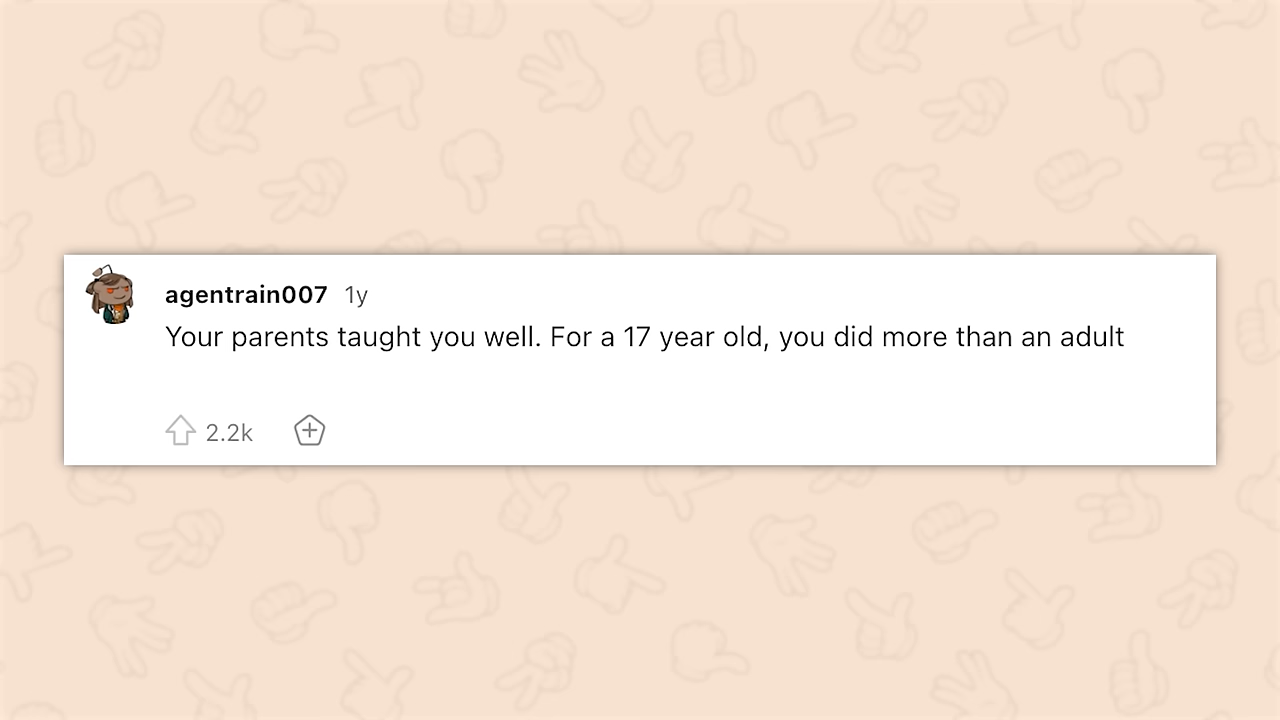 agentrain007 1y
Your parents taught you well. For a 17 year old, you did more than an adult
2.2k